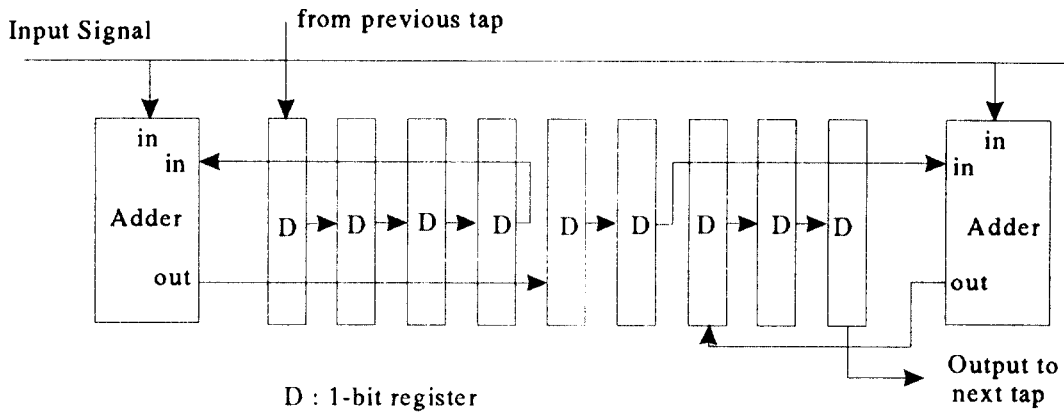 from previous tap
Input Signal
in
in
in
in
Adder
D
D
D
D
D
D
D
D
D
Adder
out
out
Output to
next tap
D : 1-bit register